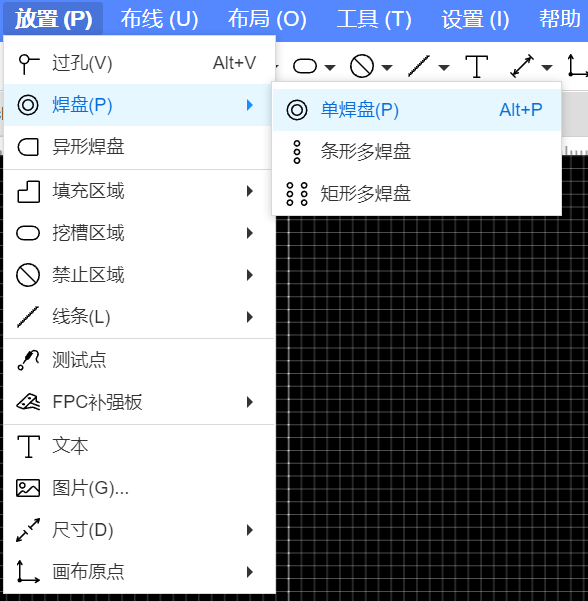 放置 (P) 布线 (U) 布局 (O) 工具 (T) 设置 (I) 帮助
过孔(V) Alt+V
焊盘(P)
单焊盘(P) Alt+P
异形焊盘
条形多焊盘
填充区域
矩形多焊盘
挖槽区域
禁止区域
线条(L)
测试点
FPC补强板
文本
图片(G)...
尺寸(D)
画布原点